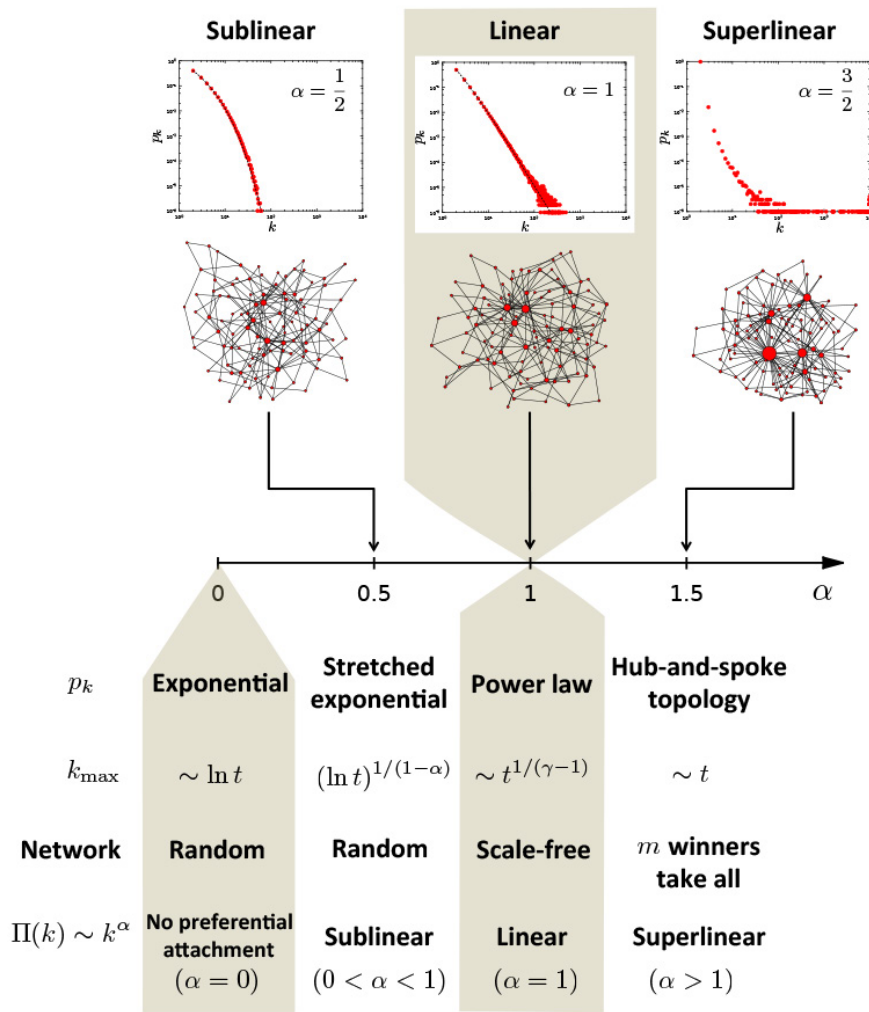 Sublinear
Linear
Superlinear
α = 1/2
α = 1
α = 3/2
p_k
p_k
p_k
k
k
k
0
0.5
1
1.5
α
p_k
Exponential
Stretched
exponential
Power law
Hub-and-spoke
topology
k_max
∼ ln t
(ln t)^{1/(1−α)}
∼ t^{1/(γ−1)}
∼ t
Network
Random
Random
Scale-free
m winners
take all
Π(k) ∼ k^α
No preferential
attachment
(α = 0)
Sublinear
(0 < α < 1)
Linear
(α = 1)
Superlinear
(α > 1)